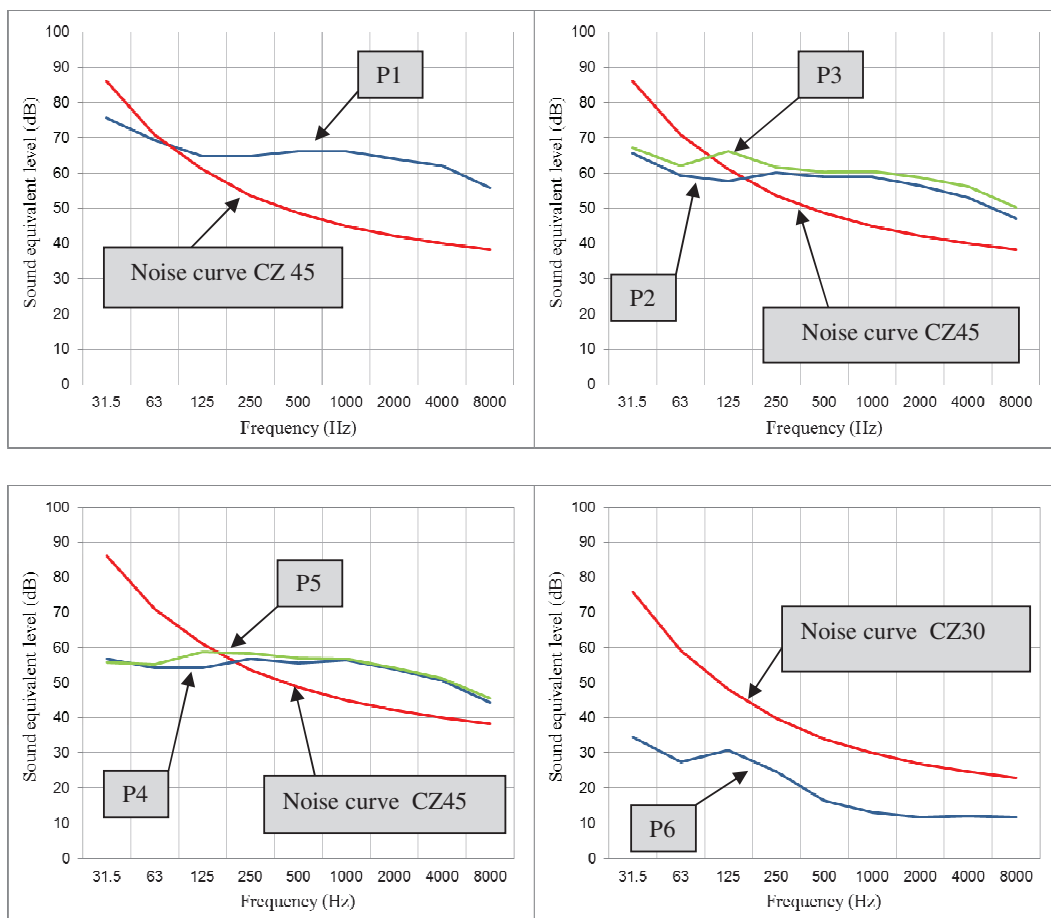 100
90
80
70
60
50
40
30
20
10
0
Sound equivalent level (dB)
P1
Noise curve CZ 45
31.5 63 125 250 500 1000 2000 4000 8000
Frequency (Hz)
100
90
80
70
60
50
40
30
20
10
0
Sound equivalent level (dB)
P3
P2
Noise curve CZ45
31.5 63 125 250 500 1000 2000 4000 8000
Frequency (Hz)
100
90
80
70
60
50
40
30
20
10
0
Sound equivalent level (dB)
P5
P4
Noise curve CZ45
31.5 63 125 250 500 1000 2000 4000 8000
Frequency (Hz)
100
90
80
70
60
50
40
30
20
10
0
Sound equivalent level (dB)
Noise curve CZ30
P6
31.5 63 125 250 500 1000 2000 4000 8000
Frequency (Hz)